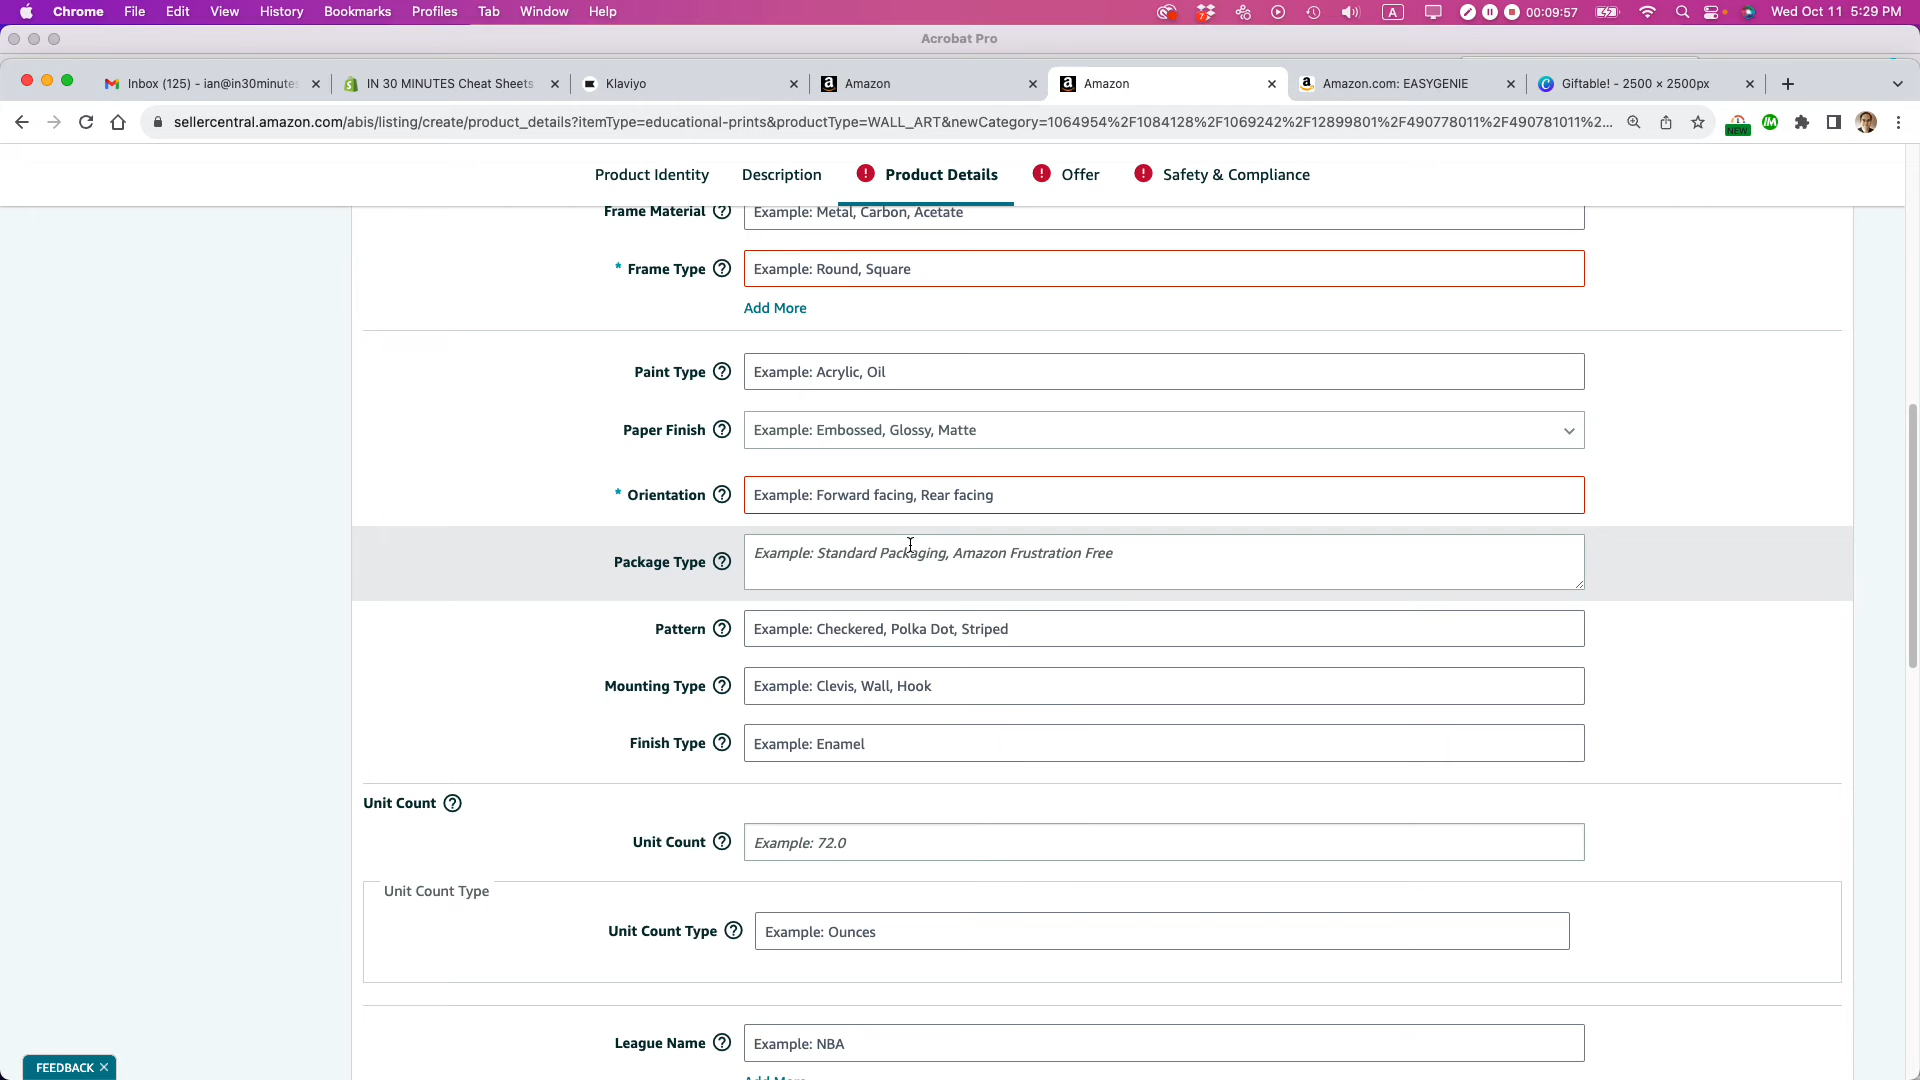 Chrome File Edit View History Bookmarks Profiles Tab Window Help 7 A 00:09:57 Wed Oct 11 5:29 PM
Acrobat Pro
Inbox (125) - ian@in30minutes IN 30 MINUTES Cheat Sheets Klaviyo Amazon Amazon Amazon.com: EASYGENIE Giftable! - 2500 × 2500px
sellercentral.amazon.com/abis/listing/create/product_details?itemType=educational-prints&productType=WALL_ART&newCategory=1064954%2F1084128%2F1069242%2F12899801%2F490778011%2F490781011%2... NEW
Product Identity Description ! Product Details ! Offer ! Safety & Compliance
Frame Material ? Example: Metal, Carbon, Acetate
* Frame Type ? Example: Round, Square
Add More
Paint Type ? Example: Acrylic, Oil
Paper Finish ? Example: Embossed, Glossy, Matte
* Orientation ? Example: Forward facing, Rear facing
Package Type ? Example: Standard Packaging, Amazon Frustration Free
Pattern ? Example: Checkered, Polka Dot, Striped
Mounting Type ? Example: Clevis, Wall, Hook
Finish Type ? Example: Enamel
Unit Count ?
Unit Count ? Example: 72.0
Unit Count Type
Unit Count Type ? Example: Ounces
League Name ? Example: NBA
Add More
FEEDBACK ×